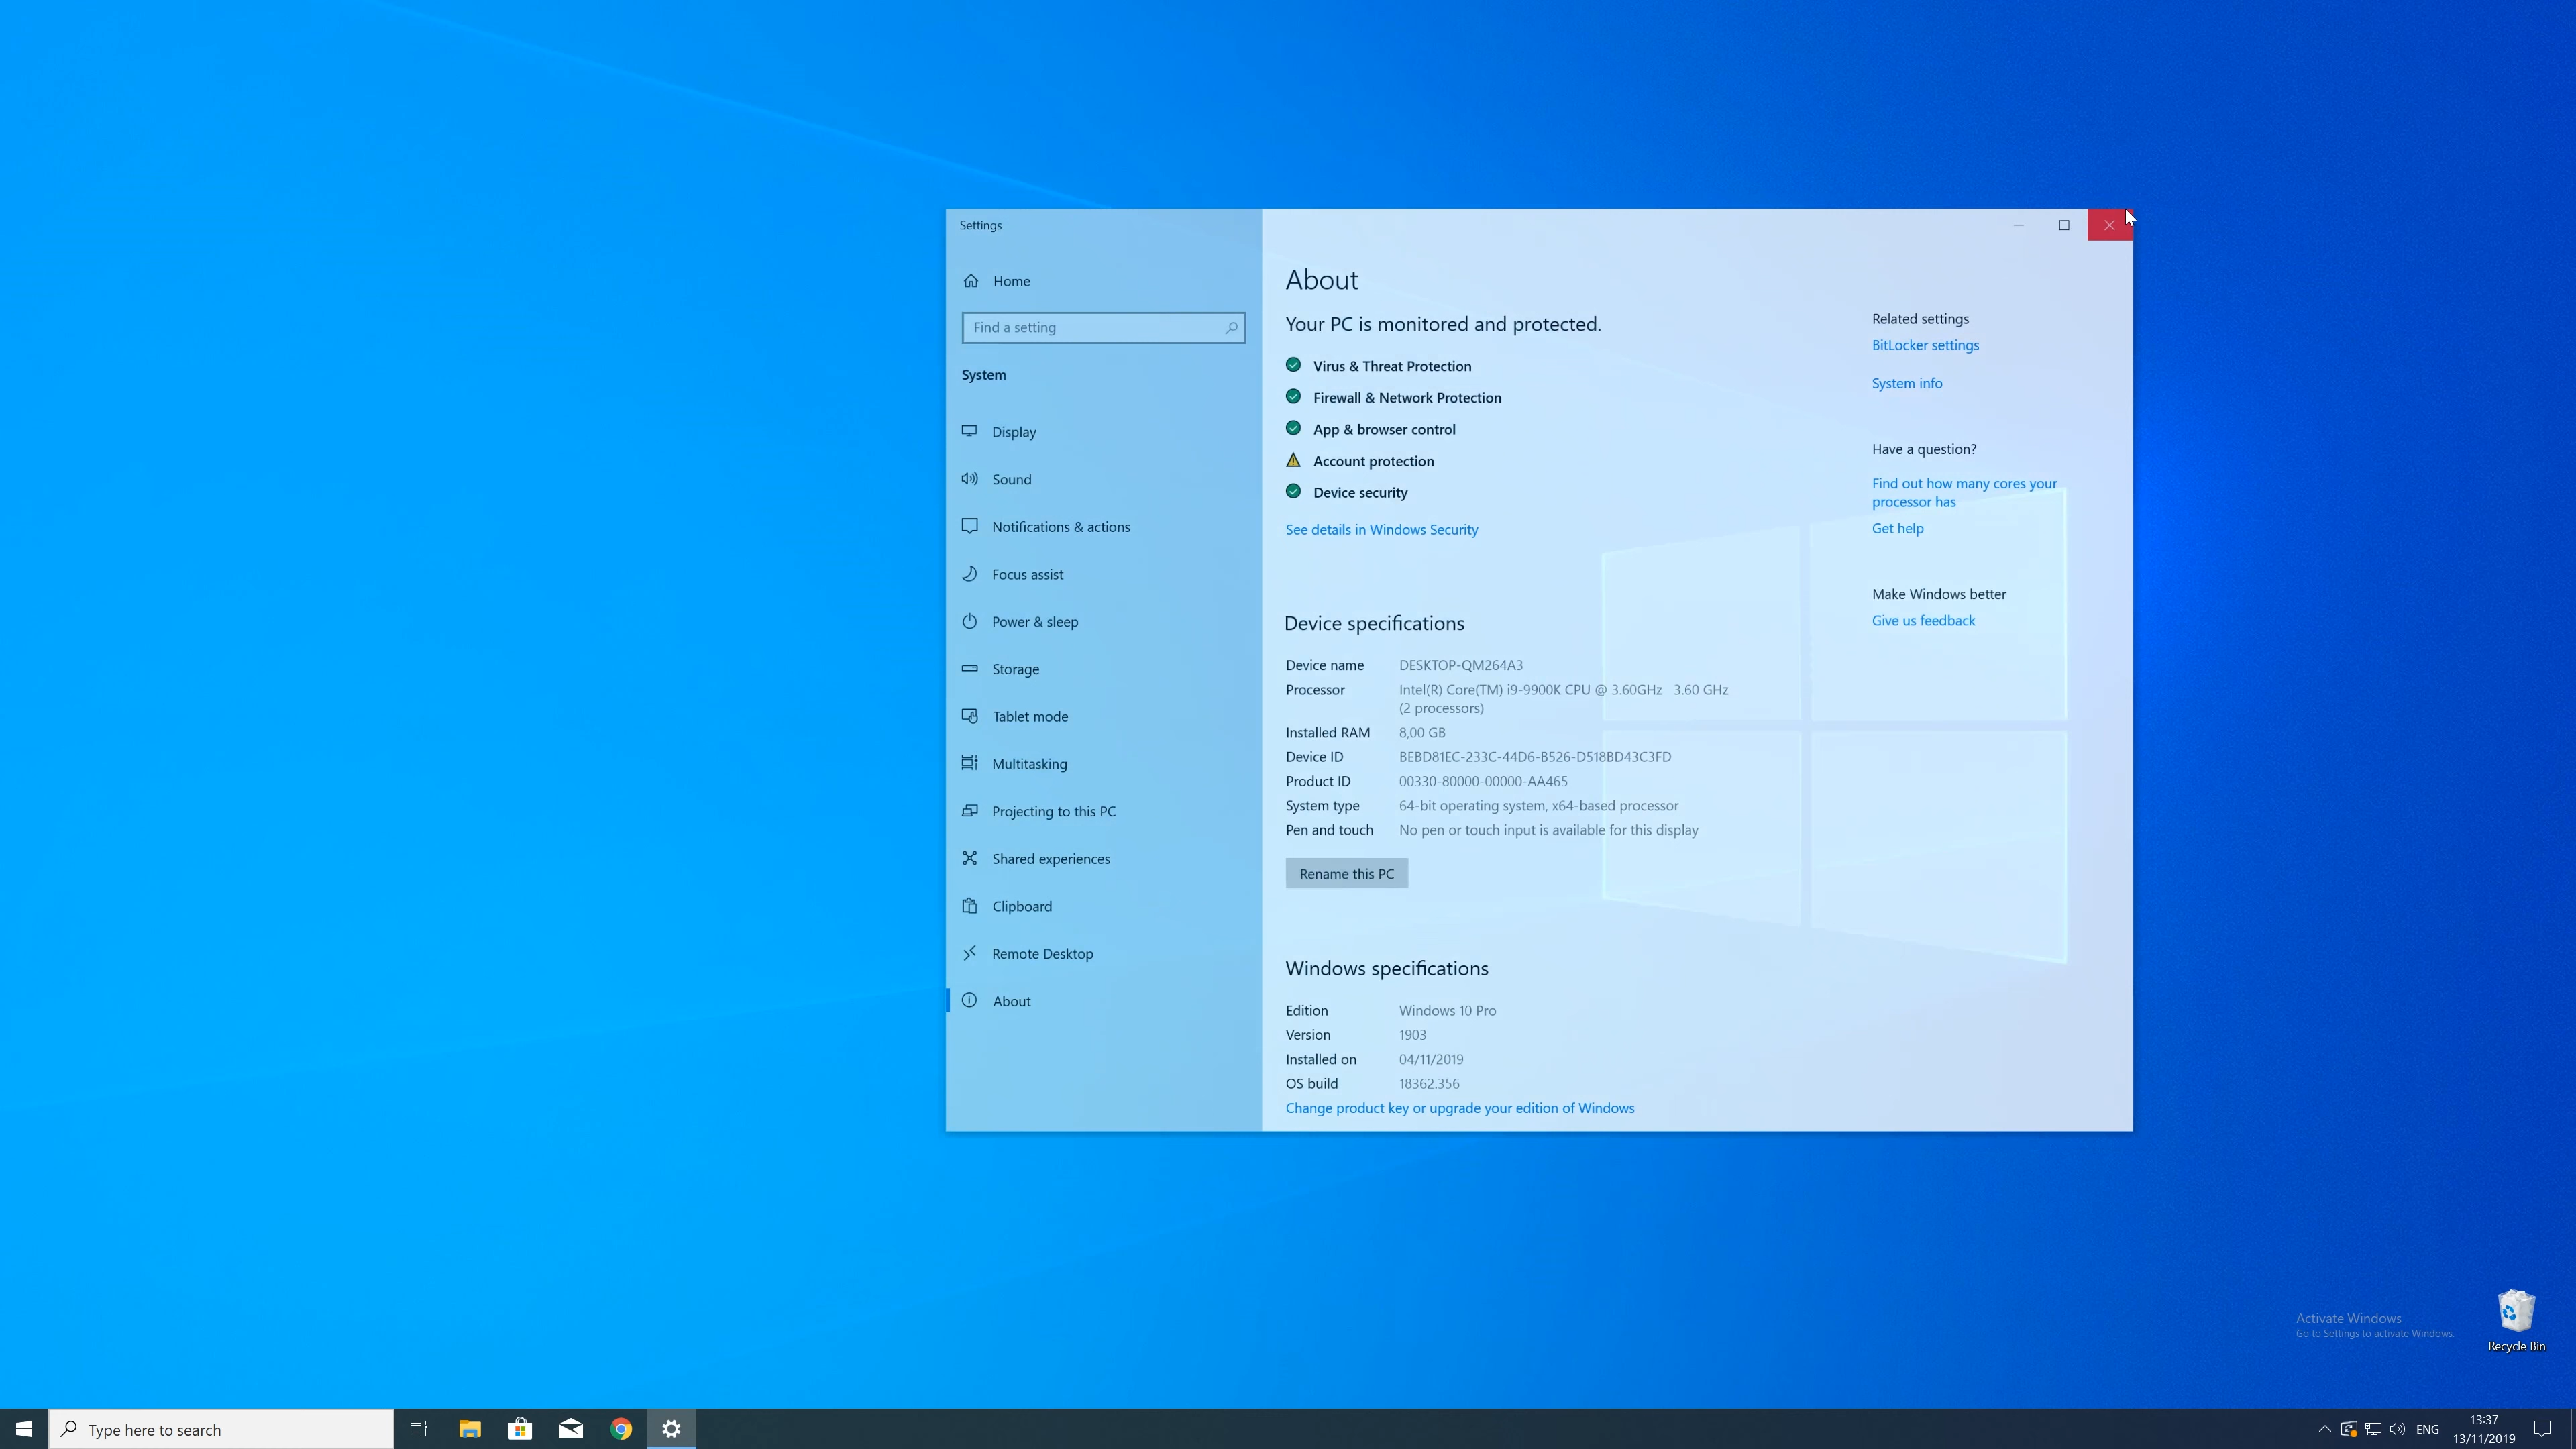 Settings
Home
Find a setting
System
Display
Sound
Notifications & actions
Focus assist
Power & sleep
Storage
Tablet mode
Multitasking
Projecting to this PC
Shared experiences
Clipboard
Remote Desktop
About
About
Your PC is monitored and protected.
Virus & Threat Protection
Firewall & Network Protection
App & browser control
Account protection
Device security
See details in Windows Security
Device specifications
Device name DESKTOP-QM264A3
Processor Intel(R) Core(TM) i9-9900K CPU @ 3.60GHz 3.60 GHz
(2 processors)
Installed RAM 8,00 GB
Device ID BEBD81EC-233C-44D6-B526-D518BD43C3FD
Product ID 00330-80000-00000-AA465
System type 64-bit operating system, x64-based processor
Pen and touch No pen or touch input is available for this display
Rename this PC
Windows specifications
Edition Windows 10 Pro
Version 1903
Installed on 04/11/2019
OS build 18362.356
Change product key or upgrade your edition of Windows
Related settings
BitLocker settings
System info
Have a question?
Find out how many cores your
processor has
Get help
Make Windows better
Give us feedback
Activate Windows
Go to Settings to activate Windows.
Recycle Bin
Type here to search
ENG
13:37
13/11/2019